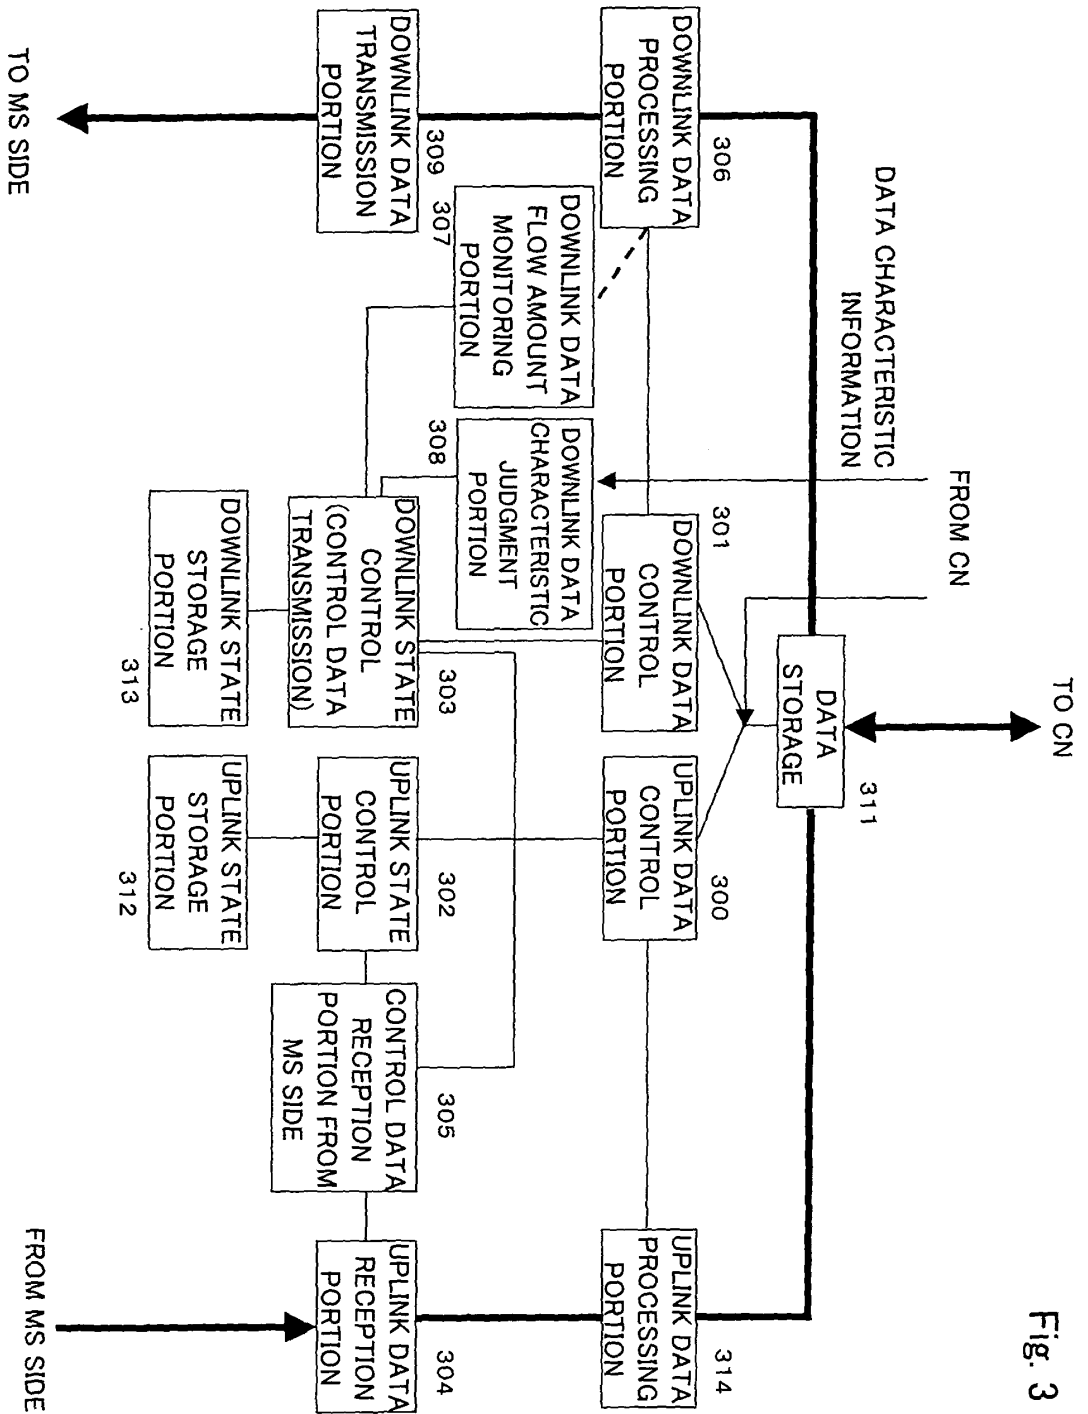 Fig. 3
TO CN
FROM CN
DATA CHARACTERISTIC
INFORMATION
DATA
STORAGE
311
DOWNLINK DATA
PROCESSING
PORTION
306
DOWNLINK DATA
CONTROL
PORTION
301
UPLINK DATA
CONTROL
PORTION
300
UPLINK DATA
PROCESSING
PORTION
314
DOWNLINK DATA
FLOW AMOUNT
MONITORING
PORTION
307
DOWNLINK DATA
CHARACTERISTIC
JUDGMENT
PORTION
308
DOWNLINK DATA
TRANSMISSION
PORTION
309
DOWNLINK STATE
CONTROL
(CONTROL DATA
TRANSMISSION)
303
UPLINK STATE
CONTROL
PORTION
302
CONTROL DATA
RECEPTION
PORTION FROM
MS SIDE
305
UPLINK DATA
RECEPTION
PORTION
304
DOWNLINK STATE
STORAGE
PORTION
313
UPLINK STATE
STORAGE
PORTION
312
TO MS SIDE
FROM MS SIDE